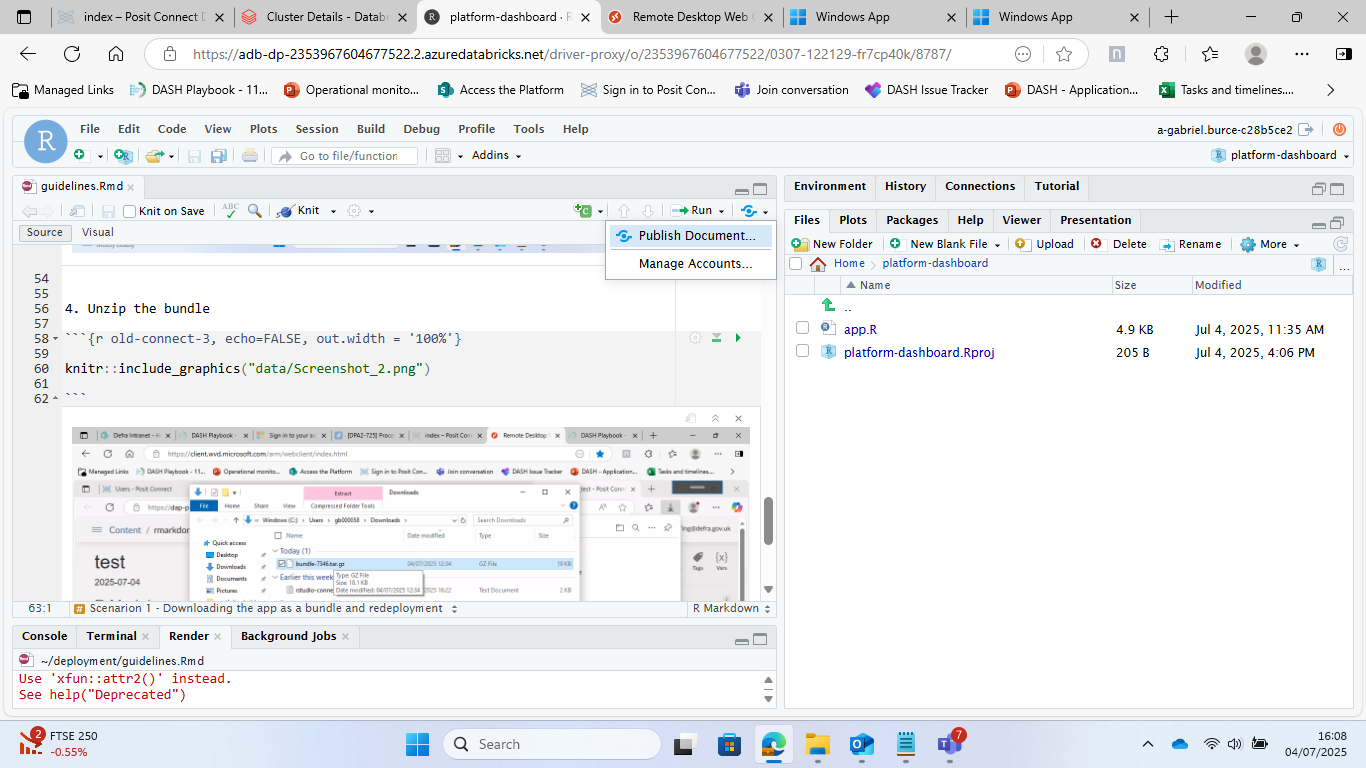 index – Posit Connect D
Cluster Details - Databr
platform-dashboard - R
Remote Desktop Web C
Windows App
Windows App
https://adb-dp-2353967604677522.2.azuredatabricks.net/driver-proxy/o/2353967604677522/0307-122129-fr7cp40k/8787/
Managed Links
DASH Playbook - 11...
Operational monito...
Access the Platform
Sign in to Posit Con...
Join conversation
DASH Issue Tracker
DASH - Application...
Tasks and timelines....
R File Edit Code View Plots Session Build Debug Profile Tools Help
a-gabriel.burce-c28b5ce2
Go to file/function
Addins
platform-dashboard
guidelines.Rmd
Knit on Save
ABC
Knit
Run
Source Visual
Publish Document...
Manage Accounts...
54
55
56 4. Unzip the bundle
57
58 ```{r old-connect-3, echo=FALSE, out.width = '100%'}
59
60 knitr::include_graphics("data/Screenshot_2.png")
61
62 ```
Defra Intranet - H
DASH Playbook -
Sign in to your ac
[DPA2-725] Proce
index – Posit Conn
Remote Desktop
DASH Playbook -
https://client.wvd.microsoft.com/arm/webclient/index.html
Managed Links
DASH Playbook - 11...
Operational monito...
Access the Platform
Sign in to Posit Con...
Join conversation
DASH Issue Tracker
DASH - Application...
Tasks and timelines....
Users - Posit Connect
Extract
Downloads
test - Posit Conn
https://dap-p
File Home Share View Compressed Folder Tools
Windows (C:) Users gb000058 Downloads
Search Downloads
Content / rmarkdon
ing@defra.gov.uk
Name Date modified Type Size
Quick access
Today (1)
test
Desktop
bundle-7346.tar.gz 04/07/2025 12:34 GZ File 19 KB
Downloads
Type: GZ File
Tags Vars
2025-07-04
Documents
Earlier this week
Size: 18.1 KB
Pictures
rstudio-conne
Date modified: 04/07/2025 12:34
16:22 Text Document 2 KB
63:1
Scenarion 1 - Downloading the app as a bundle and redeployment
R Markdown
Console Terminal Render Background Jobs
~/deployment/guidelines.Rmd
Use 'xfun::attr2()' instead.
See help("Deprecated")
Environment History Connections Tutorial
Files Plots Packages Help Viewer Presentation
New Folder New Blank File Upload Delete Rename More
Home platform-dashboard
Name Size Modified
..
app.R 4.9 KB Jul 4, 2025, 11:35 AM
platform-dashboard.Rproj 205 B Jul 4, 2025, 4:06 PM
2
FTSE 250
-0.55%
Search
7
16:08
04/07/2025